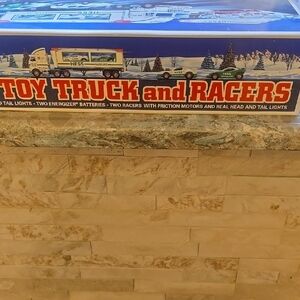 HESS
TOY TRUCK and RACERS
TAIL LIGHTS - TWO ENERGIZER® BATTERIES - TWO RACERS WITH FRICTION MOTORS AND REAL HEAD AND TAIL LIGHTS